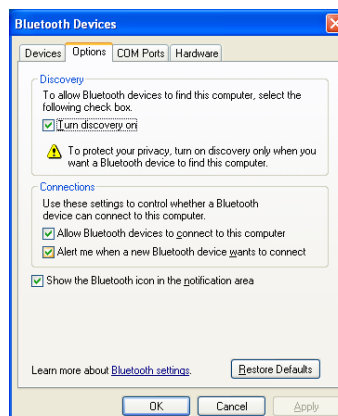 Bluetooth Devices
Devices Options COM Ports Hardware
Discovery
To allow Bluetooth devices to find this computer, select the
following check box.
Turn discovery on
To protect your privacy, turn on discovery only when you
want a Bluetooth device to find this computer.
Connections
Use these settings to control whether a Bluetooth
device can connect to this computer.
Allow Bluetooth devices to connect to this computer
Alert me when a new Bluetooth device wants to connect
Show the Bluetooth icon in the notification area
Learn more about Bluetooth settings.
Restore Defaults
OK Cancel Apply